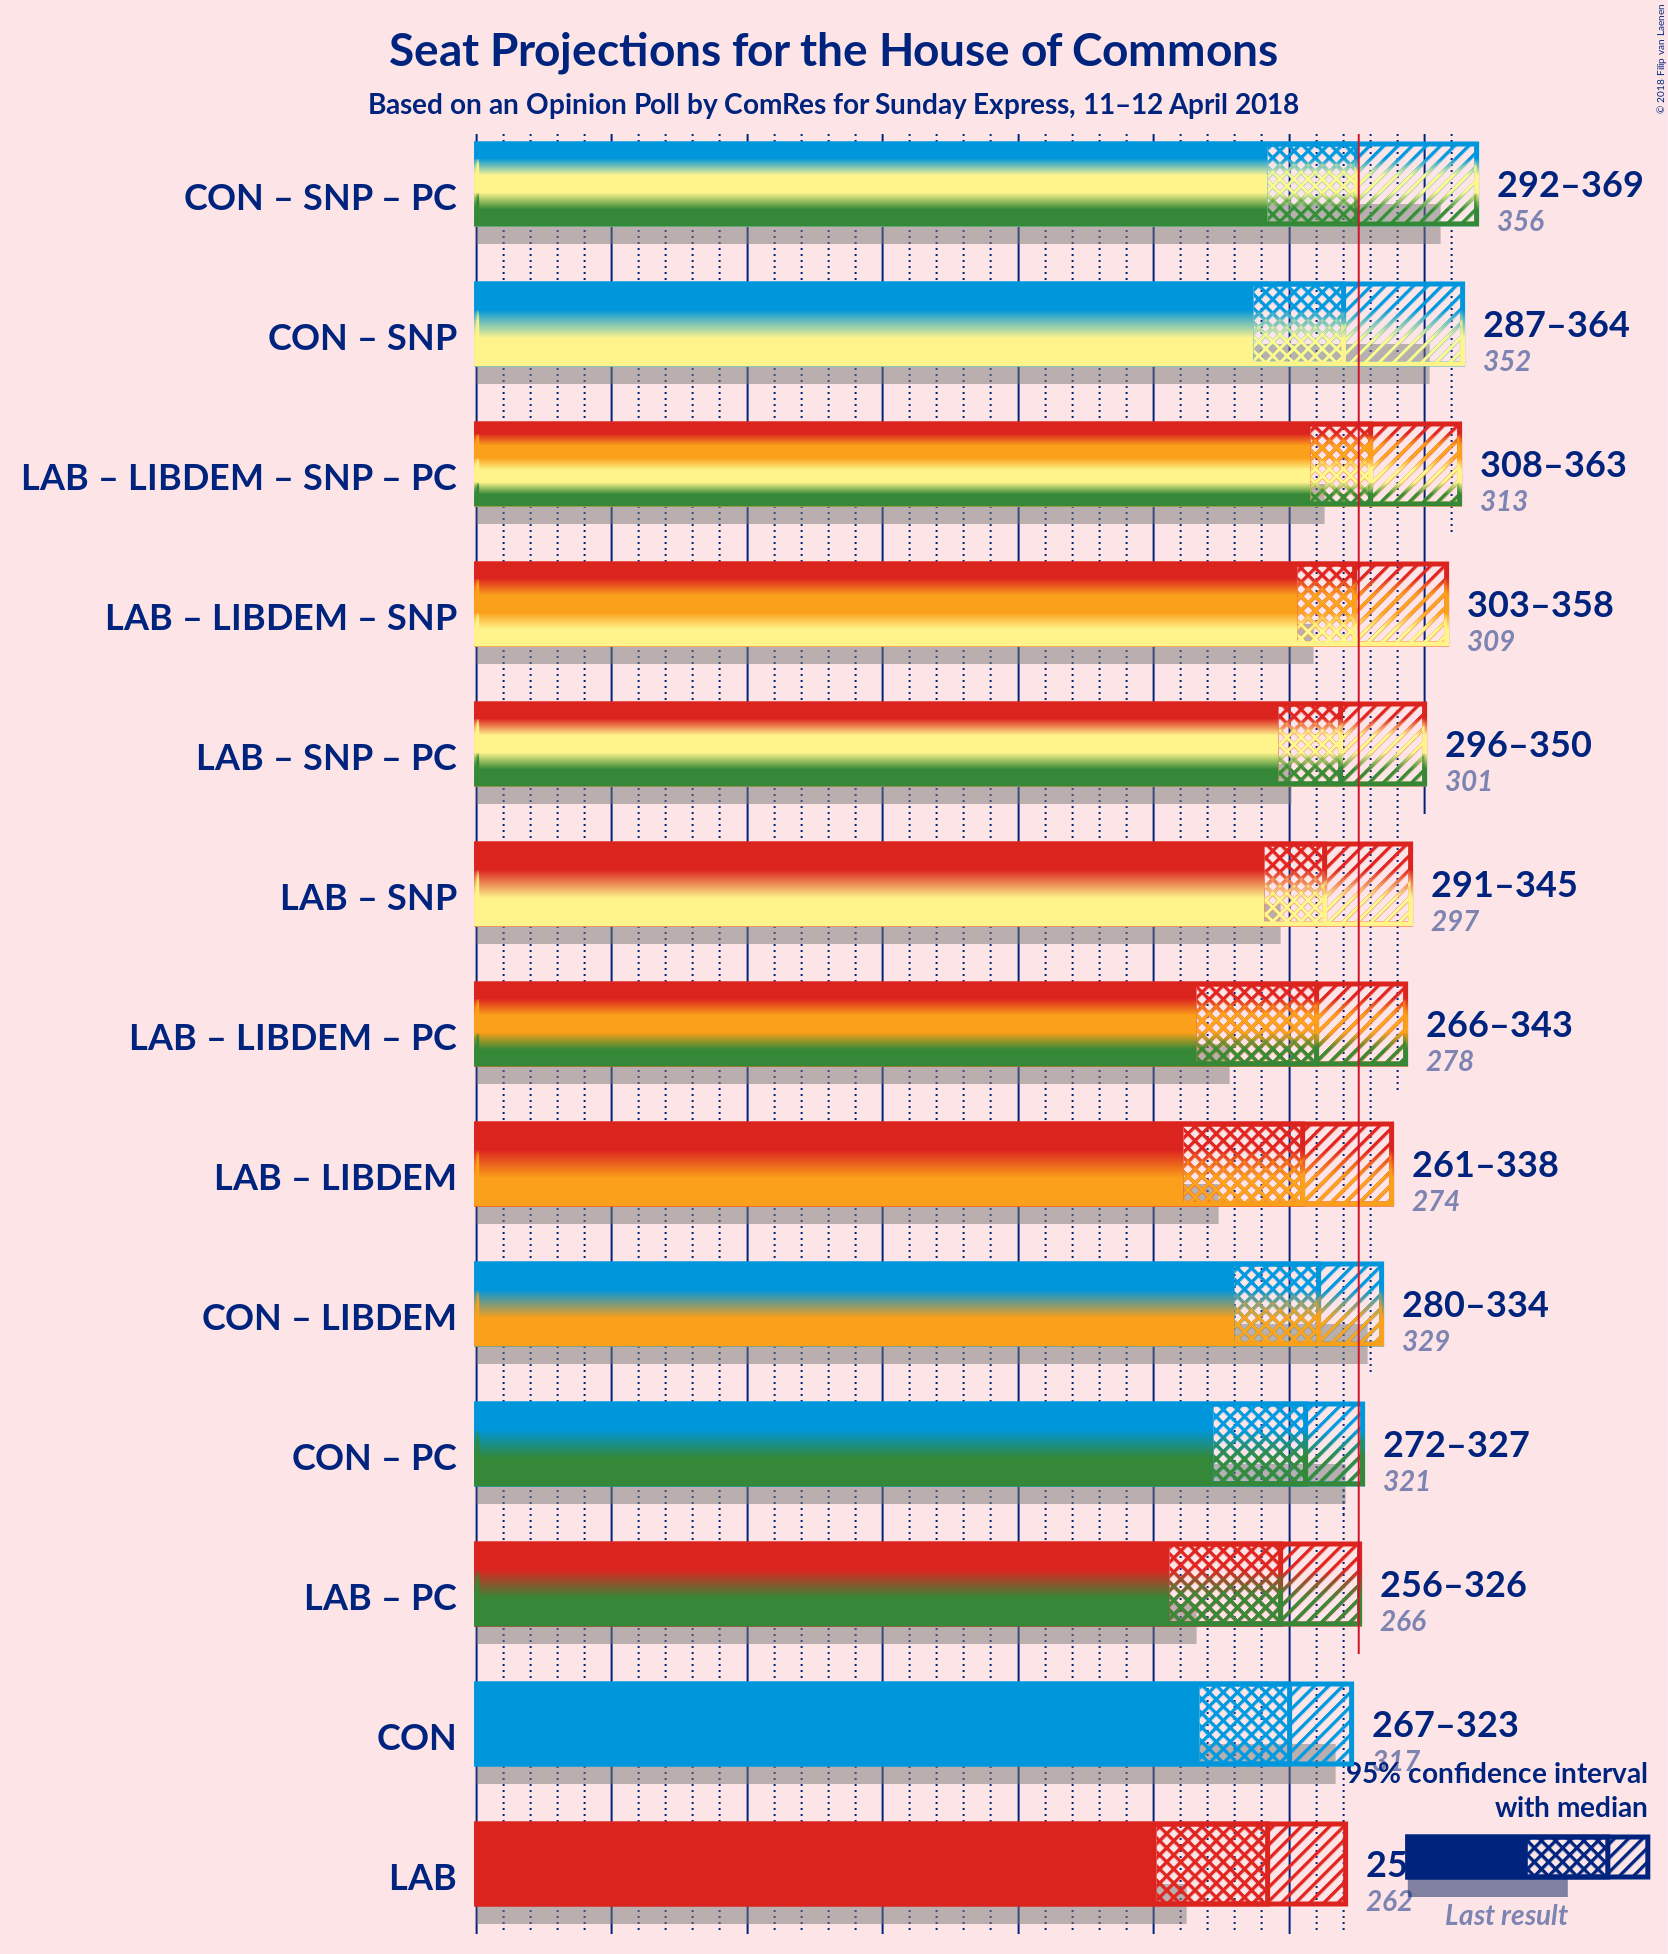 Seat Projections for the House of Commons
Based on an Opinion Poll by ComRes for Sunday Express, 11–12 April 2018
© 2018 Filip van Laenen
CON – SNP – PC
292–369
356
CON – SNP
287–364
352
LAB – LIBDEM – SNP – PC
308–363
313
LAB – LIBDEM – SNP
303–358
309
LAB – SNP – PC
296–350
301
LAB – SNP
291–345
297
LAB – LIBDEM – PC
266–343
278
LAB – LIBDEM
261–338
274
CON – LIBDEM
280–334
329
CON – PC
272–327
321
LAB – PC
256–326
266
CON
267–323
317
95% confidence interval
with median
LAB
25
262
Last result